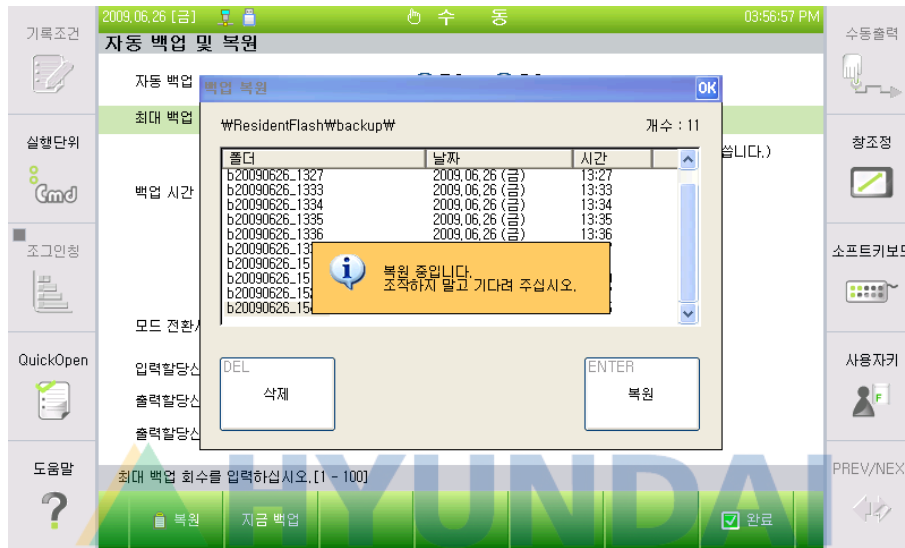 기록조건
실행단위
Cmd
조그인칭
QuickOpen
도움말
2009,06,26 [금]
수 동
03:56:57 PM
자동 백업 및 복원
자동 백업
최대 백업
백업 시간
씁니다,)
모드 전환
입력할당신
출력할당신
출력할당신
백업 복원
OK
₩ResidentFlash₩backup₩
개수 : 11
폴더 날짜 시간
b20090626_1327 2009,06,26 (금) 13:27
b20090626_1333 2009,06,26 (금) 13:33
b20090626_1334 2009,06,26 (금) 13:34
b20090626_1335 2009,06,26 (금) 13:35
b20090626_1336 2009,06,26 (금) 13:36
b20090626_13
b20090626_15
b20090626_15
b20090626_15
b20090626_15
복원 중입니다.
조작하지 말고 기다려 주십시오.
DEL
삭제
ENTER
복원
최대 백업 회수를 입력하십시오,[1 - 100]
복원
지금 백업
완료
HYUNDAI
수동출력
창조정
소프트키보드
사용자키
F
PREV/NEX